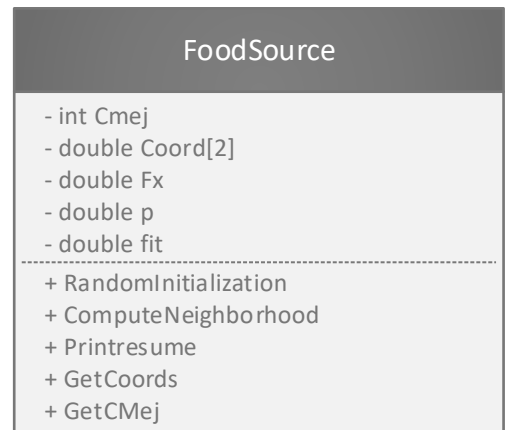 FoodSource
- int Cmej
- double Coord[2]
- double Fx
- double p
- double fit
+ RandomInitialization
+ ComputeNeighborhood
+ Printresume
+ GetCoords
+ GetCMej